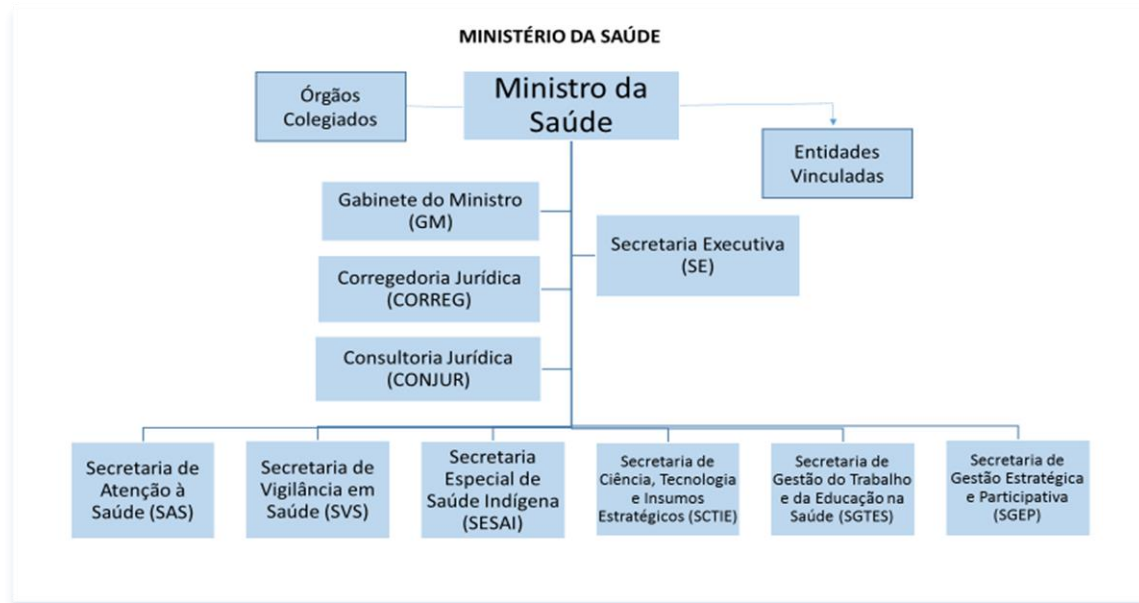 MINISTÉRIO DA SAÚDE
Órgãos
Colegiados
Ministro da
Saúde
Entidades
Vinculadas
Gabinete do Ministro
(GM)
Secretaria Executiva
(SE)
Corregedoria Jurídica
(CORREG)
Consultoria Jurídica
(CONJUR)
Secretaria de
Atenção à
Saúde (SAS)
Secretaria de
Vigilância em
Saúde (SVS)
Secretaria
Especial de
Saúde Indígena
(SESAI)
Secretaria de
Ciência, Tecnologia
e Insumos
Estratégicos (SCTIE)
Secretaria de
Gestão do Trabalho
e da Educação na
Saúde (SGTES)
Secretaria de
Gestão Estratégica
e Participativa
(SGEP)